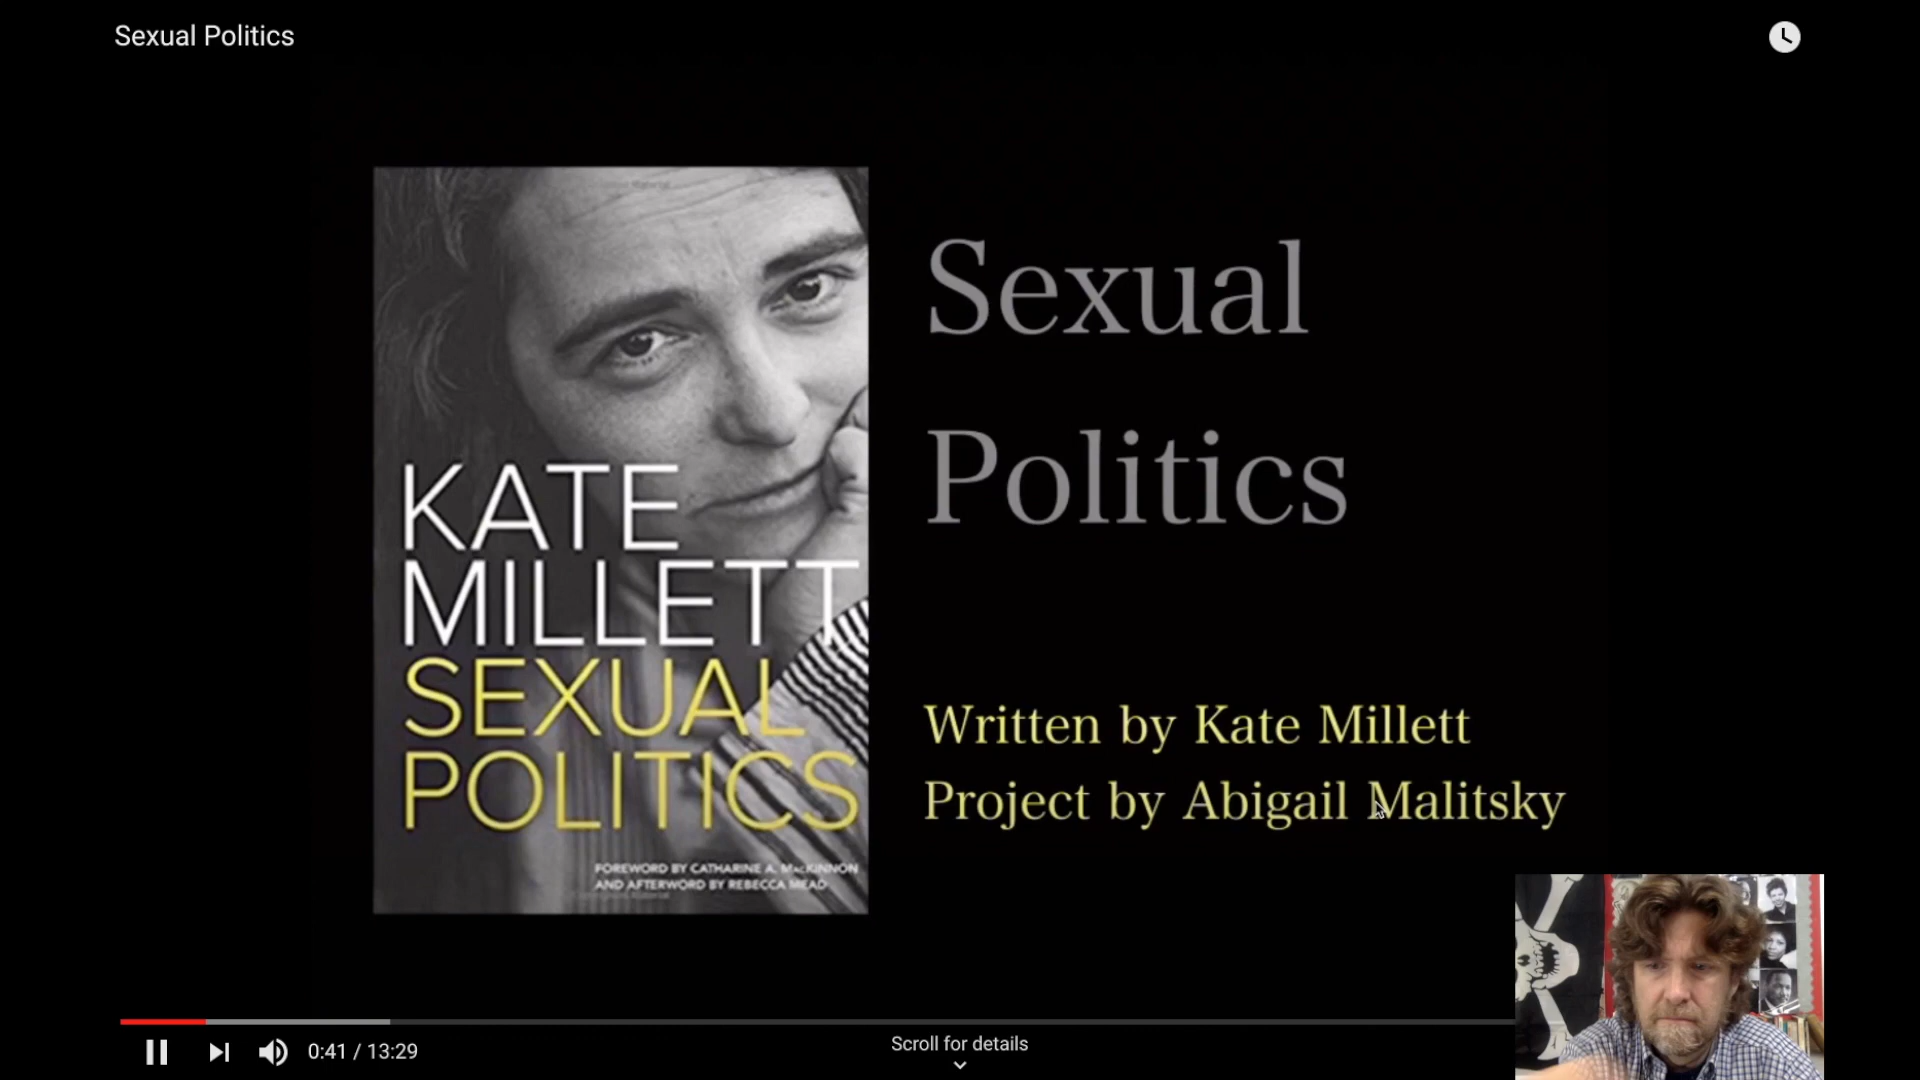 Sexual Politics
KATE
MILLETT
SEXUAL
POLITICS
FOREWORD BY CATHARINE A. MacKINNON
AND AFTERWORD BY REBECCA MEAD
Sexual
Politics
Written by Kate Millett
Project by Abigail Malitsky
0:41 / 13:29
Scroll for details